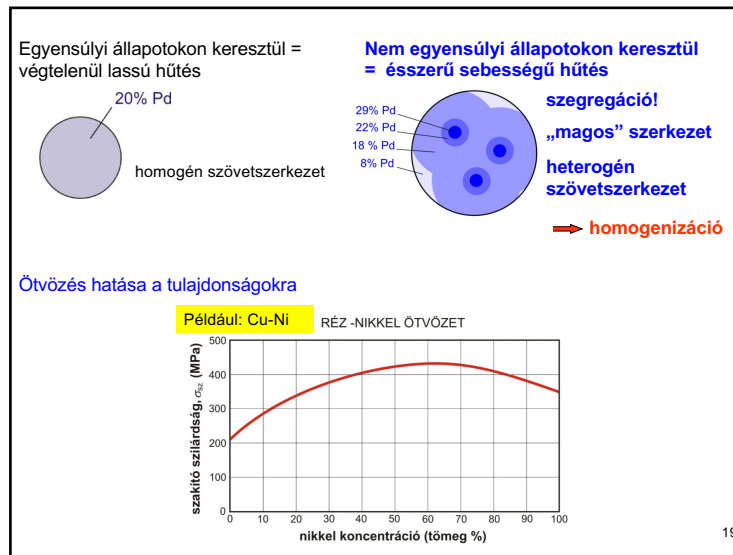 Egyensúlyi állapotokon keresztül =
végtelenül lassú hűtés
20% Pd
homogén szövetszerkezet
Nem egyensúlyi állapotokon keresztül
= ésszerű sebességű hűtés
29% Pd
22% Pd
18 % Pd
8% Pd
szegregáció!
„magos” szerkezet
heterogén
szövetszerkezet
homogenizáció
Ötvözés hatása a tulajdonságokra
Például: Cu-Ni
RÉZ -NIKKEL ÖTVÖZET
szakító szilárdság, σsz (MPa)
500
400
300
200
100
0
0 10 20 30 40 50 60 70 80 90 100
nikkel koncentráció (tömeg %)
19